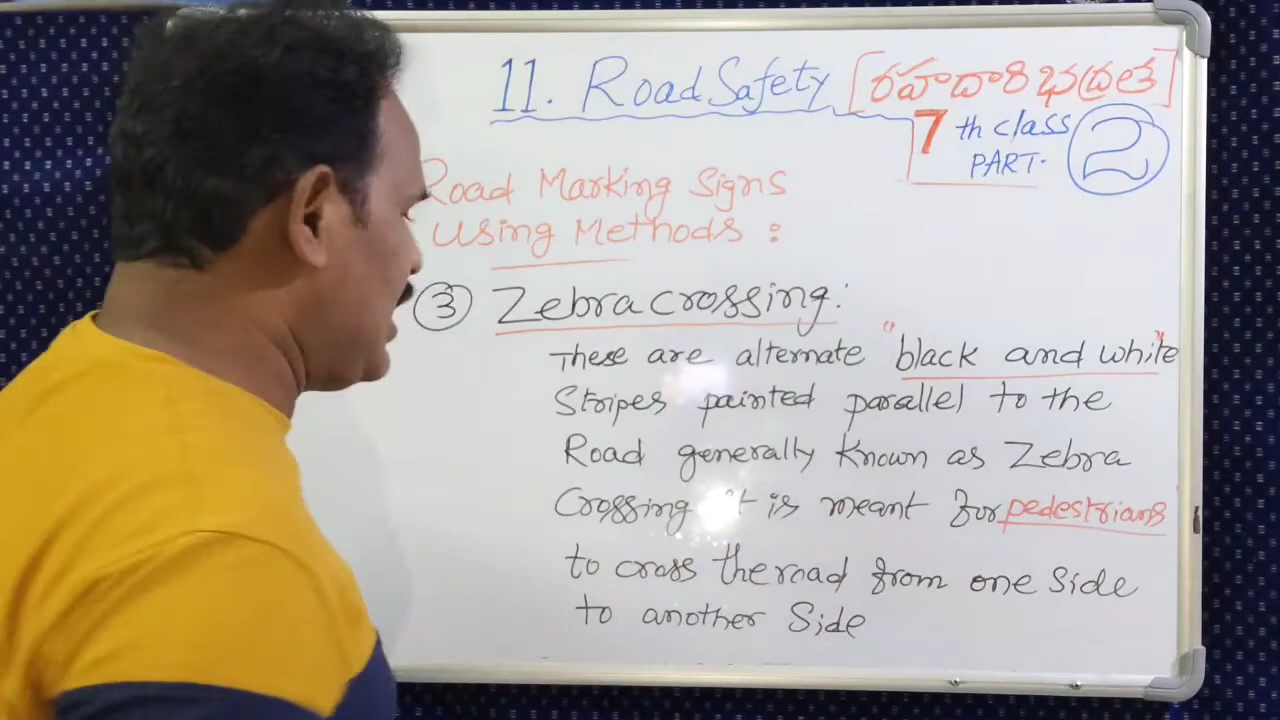 11. Road Safety [రహదారి భద్రత]
7th class
PART. 2
Road Marking Signs
Using Methods :
3 Zebra crossing:
These are alternate "black and white"
Stripes painted parallel to the
Road generally known as Zebra
Crossing it is meant for pedestrians
to cross the road from one side
to another side